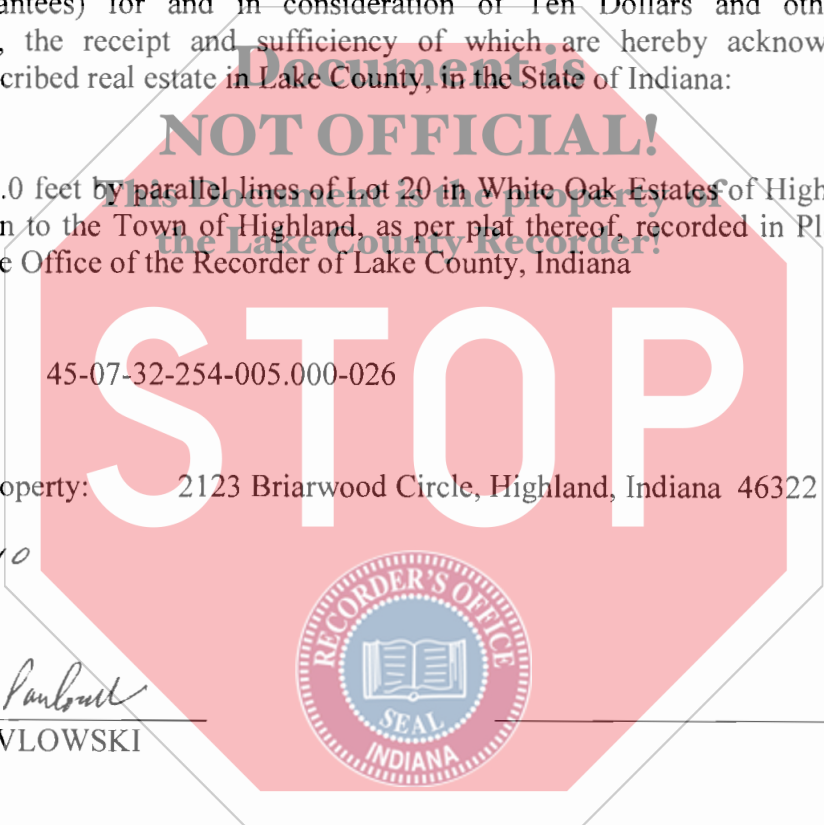 antees) for and in consideration of Ten Dollars and oth
, the receipt and sufficiency of which are hereby acknow
cribed real estate in Lake County, in the State of Indiana:
Document is
NOT OFFICIAL!
This Document is the property of
the Lake County Recorder!
.0 feet by parallel lines of Lot 20 in White Oak Estates of High
n to the Town of Highland, as per plat thereof, recorded in Pl
e Office of the Recorder of Lake County, Indiana
STOP
45-07-32-254-005.000-026
operty: 2123 Briarwood Circle, Highland, Indiana 46322
RECORDER'S OFFICE
SEAL
INDIANA
VLOWSKI